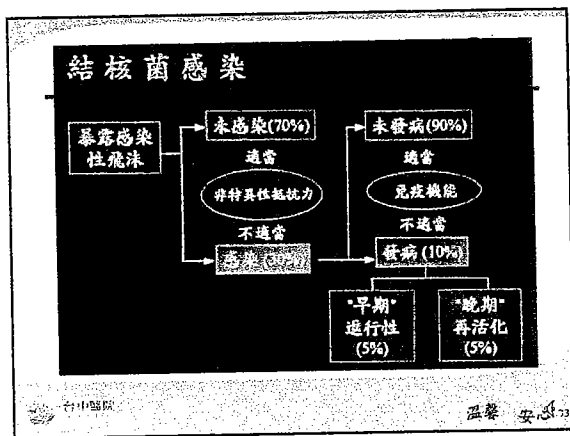 結核菌感染
暴露感染
性飛沫
未感染(70%)
適當
非特異性抵抗力
不適當
感染(30%)
未發病(90%)
適當
免疫機能
不適當
發病(10%)
"早期"
進行性
(5%)
"晚期"
再活化
(5%)
台中醫院
溫馨 安心